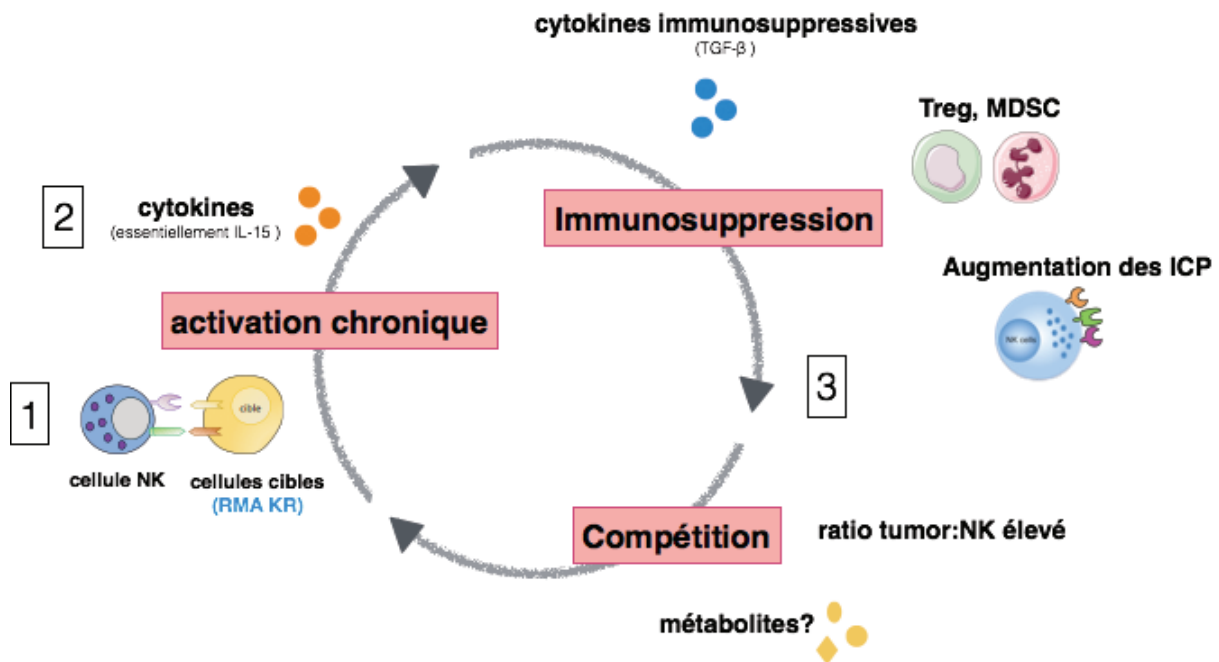 cytokines immunosuppressives
(TGF-β )
Treg, MDSC
2
cytokines
(essentiellement IL-15 )
Immunosuppression
Augmentation des ICP
NK cells
activation chronique
3
1
cible
cellule NK
cellules cibles
(RMA KR)
Compétition
ratio tumor:NK élevé
métabolites?